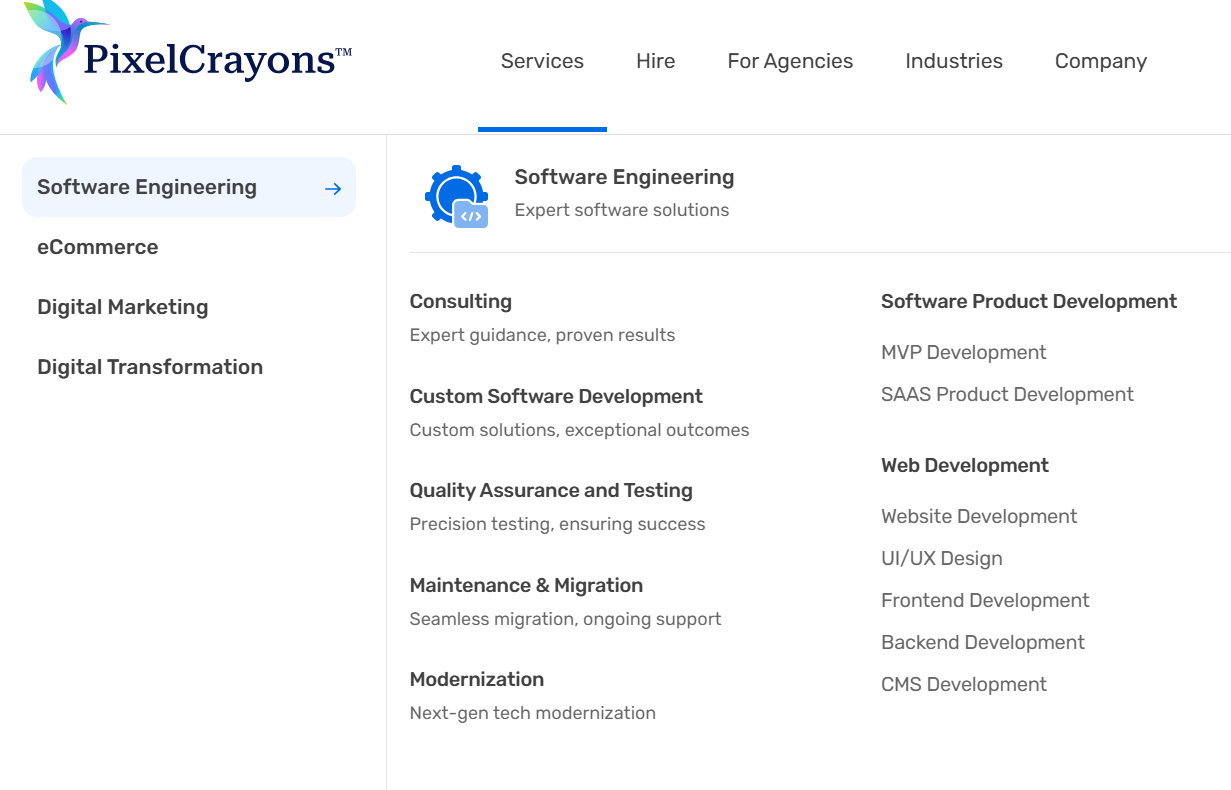 PixelCrayons™
Services
Hire
For Agencies
Industries
Company
Software Engineering
eCommerce
Digital Marketing
Digital Transformation
Software Engineering
Expert software solutions
Consulting
Expert guidance, proven results
Custom Software Development
Custom solutions, exceptional outcomes
Quality Assurance and Testing
Precision testing, ensuring success
Maintenance & Migration
Seamless migration, ongoing support
Modernization
Next-gen tech modernization
Software Product Development
MVP Development
SAAS Product Development
Web Development
Website Development
UI/UX Design
Frontend Development
Backend Development
CMS Development